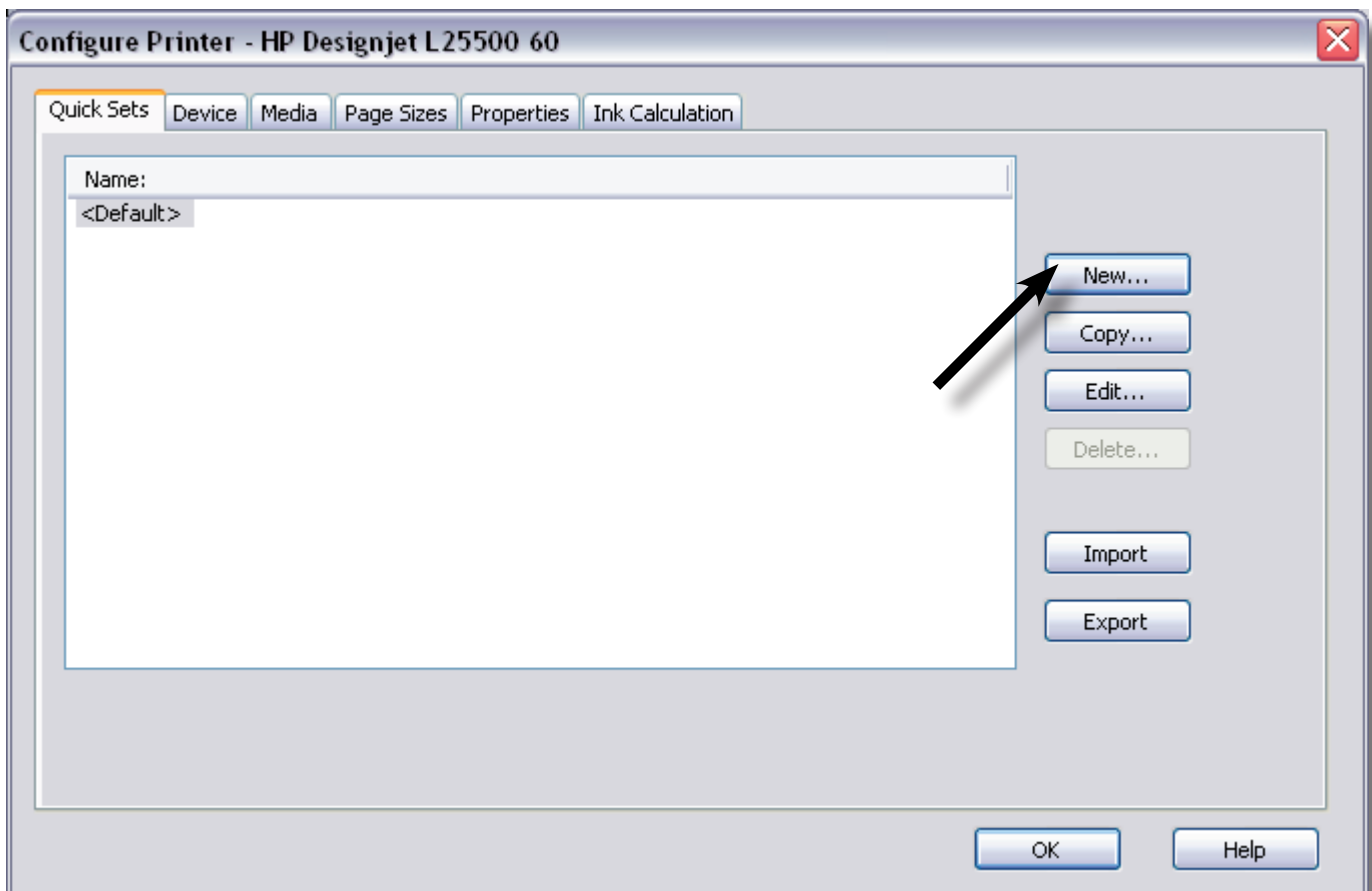 Configure Printer - HP Designjet L25500 60
Quick Sets Device Media Page Sizes Properties Ink Calculation
Name:
<Default>
New...
Copy...
Edit...
Delete...
Import
Export
OK Help